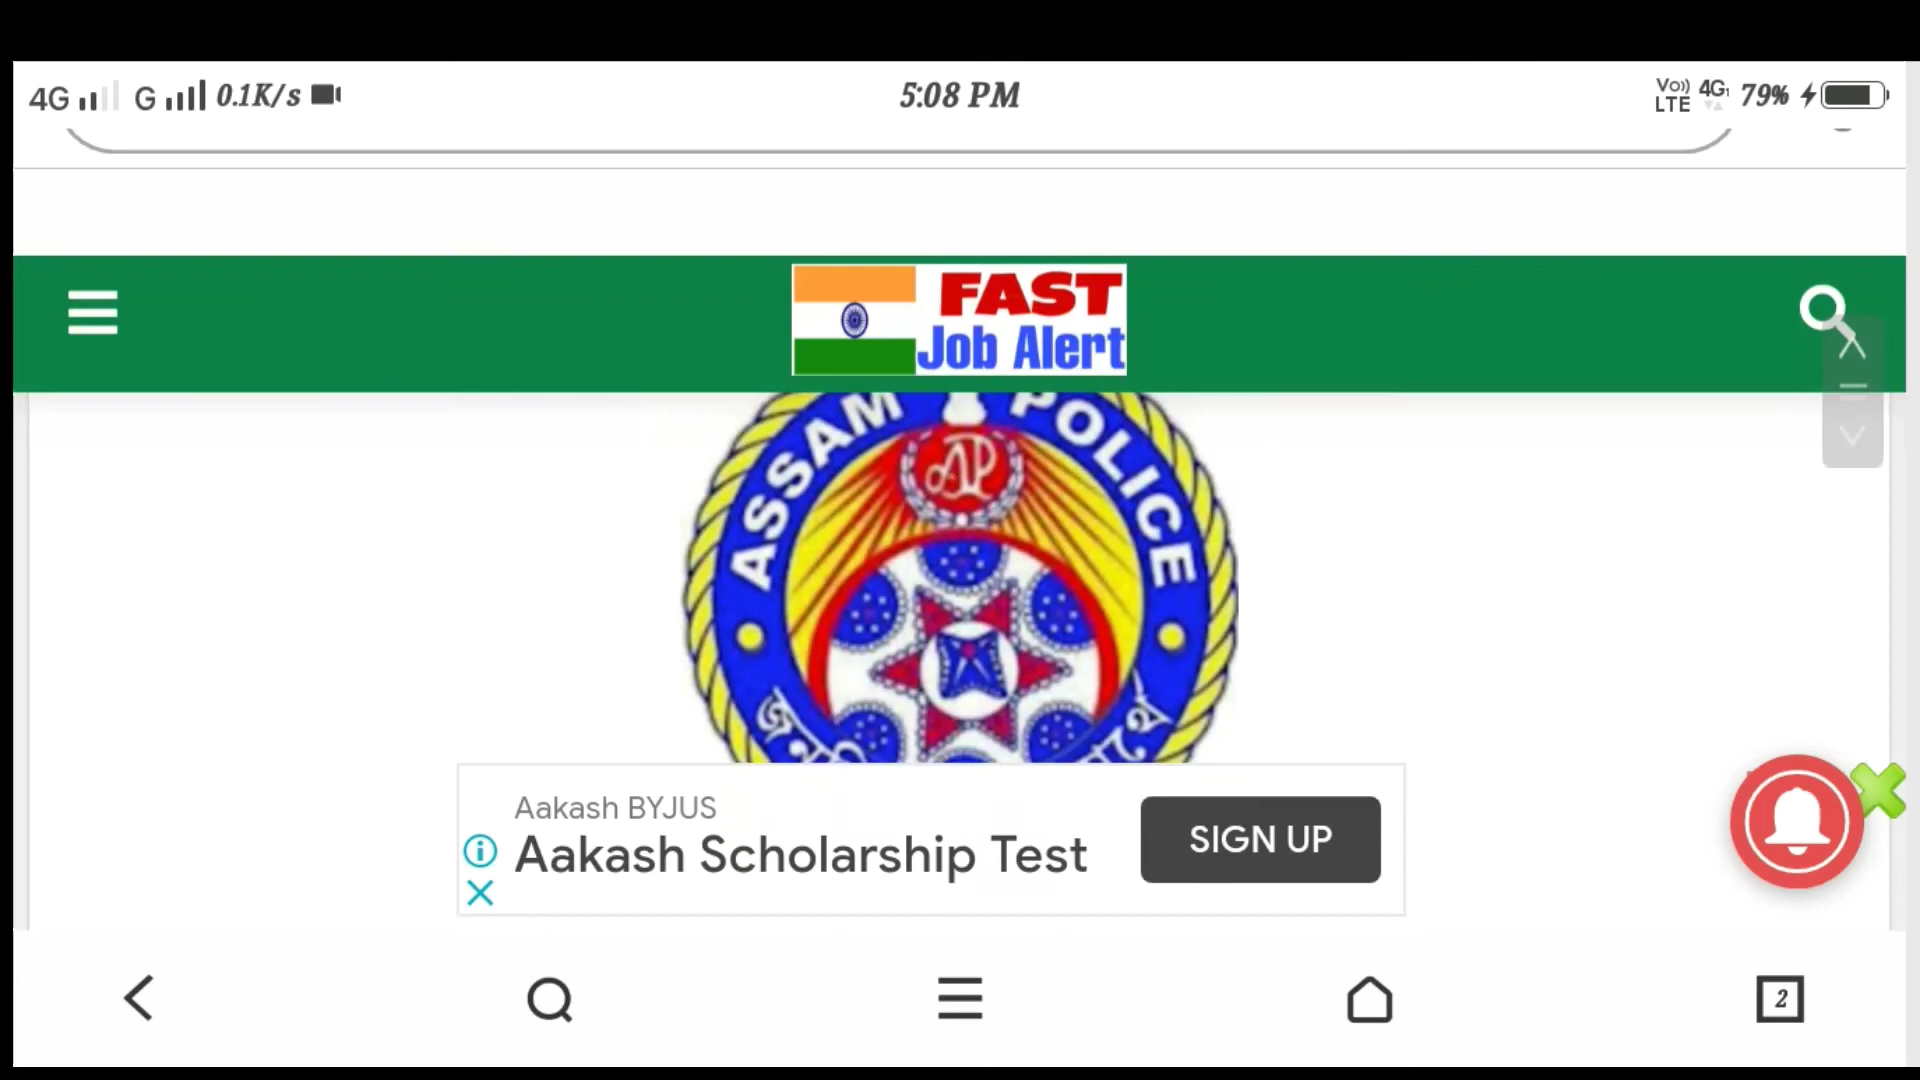 4G G 0.1K/s 5:08 PM Vo)) LTE 4G 79%
FAST
Job Alert
ASSAM POLICE
AP
Aakash BYJUS
Aakash Scholarship Test
SIGN UP
2